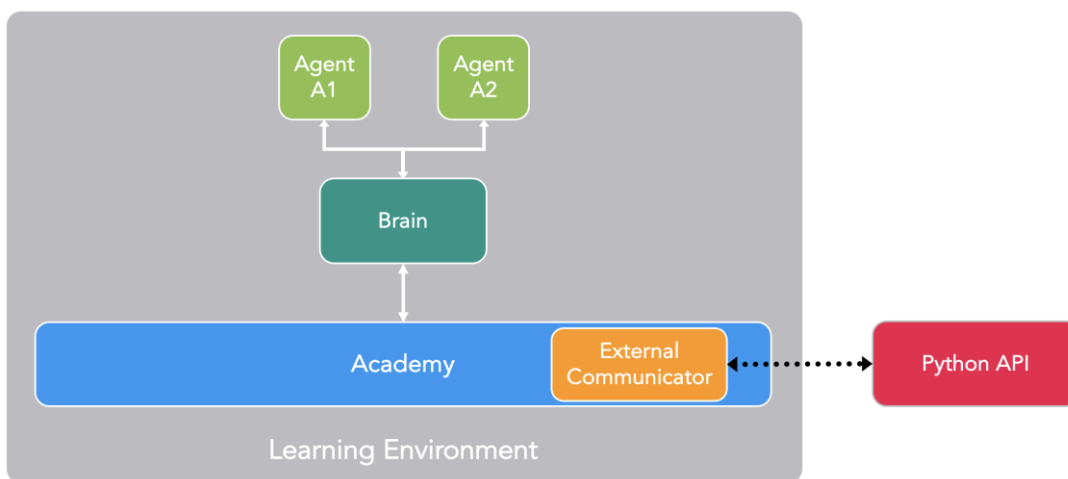 Agent
A1
Agent
A2
Brain
Academy
External
Communicator
Python API
Learning Environment